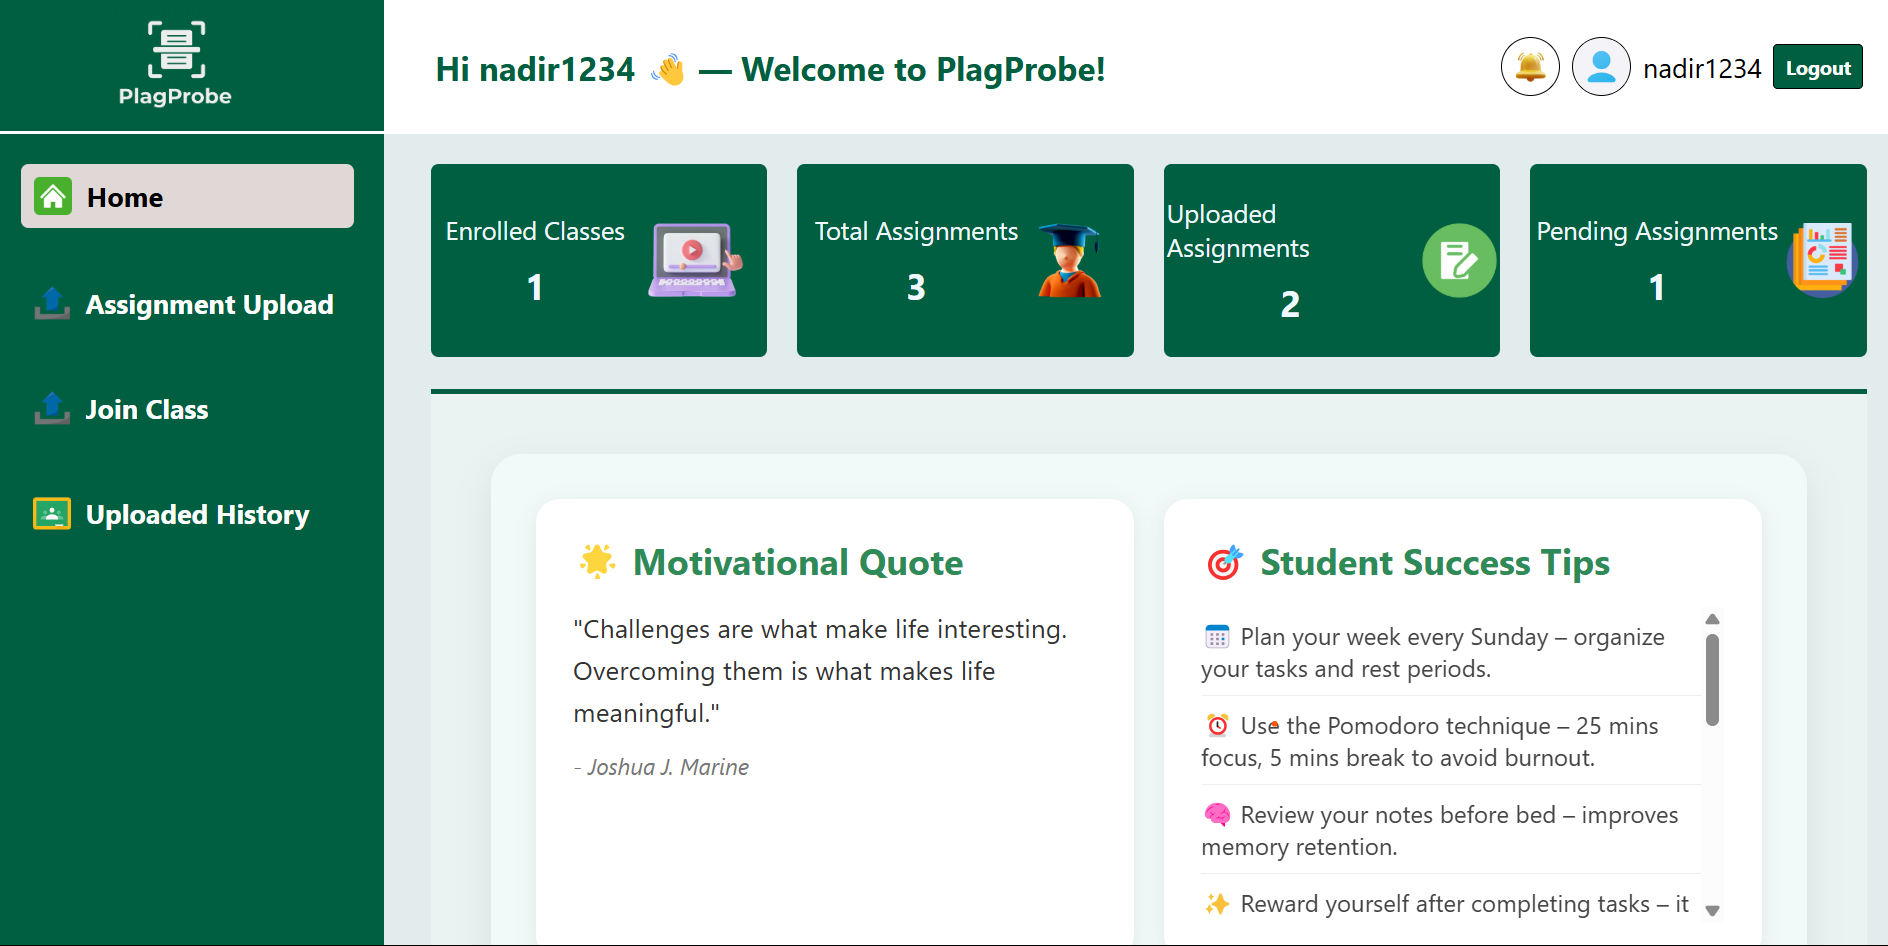 PlagProbe
Hi nadir1234 👋 — Welcome to PlagProbe!
nadir1234
Logout
Home
Assignment Upload
Join Class
Uploaded History
Enrolled Classes
1
Total Assignments
3
Uploaded
Assignments
2
Pending Assignments
1
Motivational Quote
"Challenges are what make life interesting.
Overcoming them is what makes life
meaningful."
- Joshua J. Marine
Student Success Tips
Plan your week every Sunday – organize
your tasks and rest periods.
Use the Pomodoro technique – 25 mins
focus, 5 mins break to avoid burnout.
Review your notes before bed – improves
memory retention.
Reward yourself after completing tasks – it